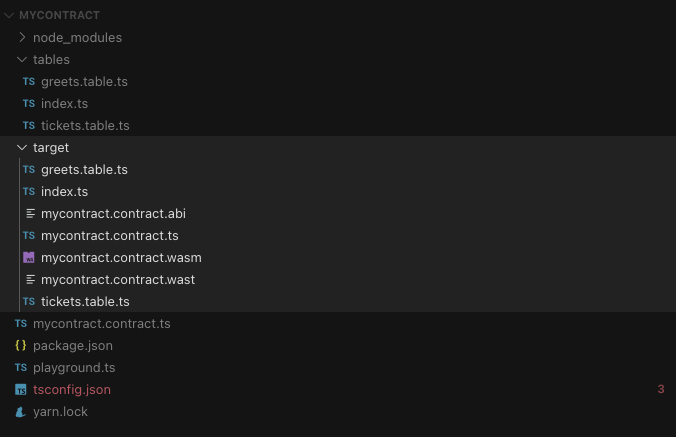 MYCONTRACT
node_modules
tables
TS greets.table.ts
TS index.ts
TS tickets.table.ts
target
TS greets.table.ts
TS index.ts
mycontract.contract.abi
TS mycontract.contract.ts
mycontract.contract.wasm
mycontract.contract.wast
TS tickets.table.ts
TS mycontract.contract.ts
{} package.json
TS playground.ts
TS tsconfig.json 3
yarn.lock